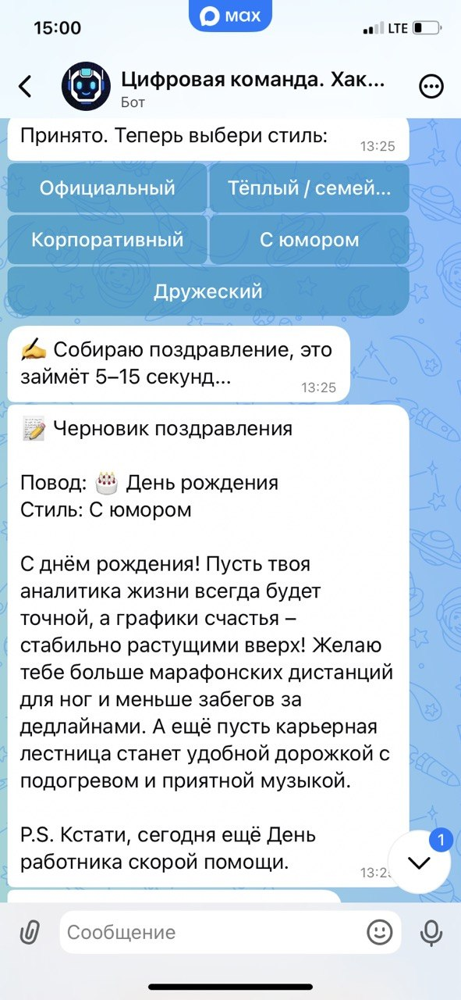 15:00
max
LTE
Цифровая команда. Хак...
Бот
Принято. Теперь выбери стиль:
13:25
Официальный
Тёплый / семей...
Корпоративный
С юмором
Дружеский
✍️ Собираю поздравление, это
займёт 5–15 секунд...
13:25
📝 Черновик поздравления
Повод: 🎂 День рождения
Стиль: С юмором
С днём рождения! Пусть твоя
аналитика жизни всегда будет
точной, а графики счастья –
стабильно растущими вверх! Желаю
тебе больше марафонских дистанций
для ног и меньше забегов за
дедлайнами. А ещё пусть карьерная
лестница станет удобной дорожкой с
подогревом и приятной музыкой.
P.S. Кстати, сегодня ещё День
работника скорой помощи.
1
Сообщение